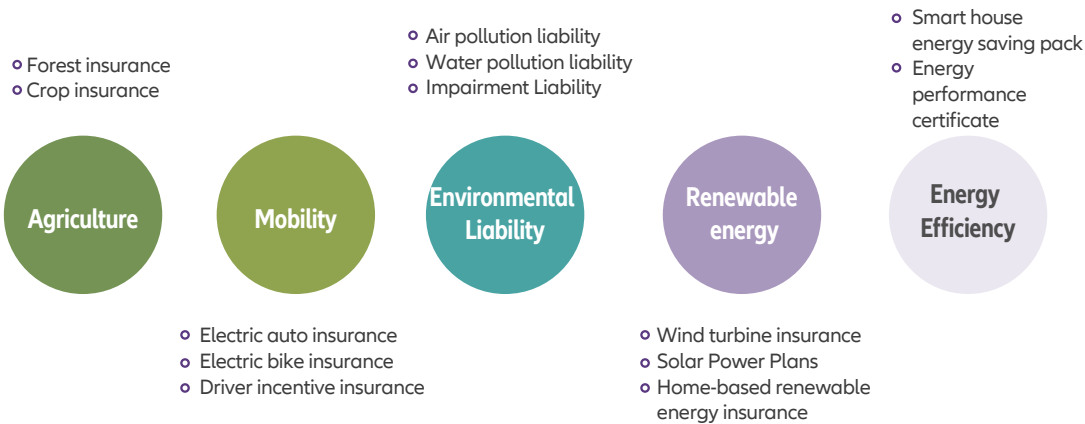 Forest insurance
Crop insurance
Agriculture
Mobility
Electric auto insurance
Electric bike insurance
Driver incentive insurance
Air pollution liability
Water pollution liability
Impairment Liability
Environmental
Liability
Renewable
energy
Wind turbine insurance
Solar Power Plans
Home-based renewable
energy insurance
Smart house
energy saving pack
Energy
performance
certificate
Energy
Efficiency